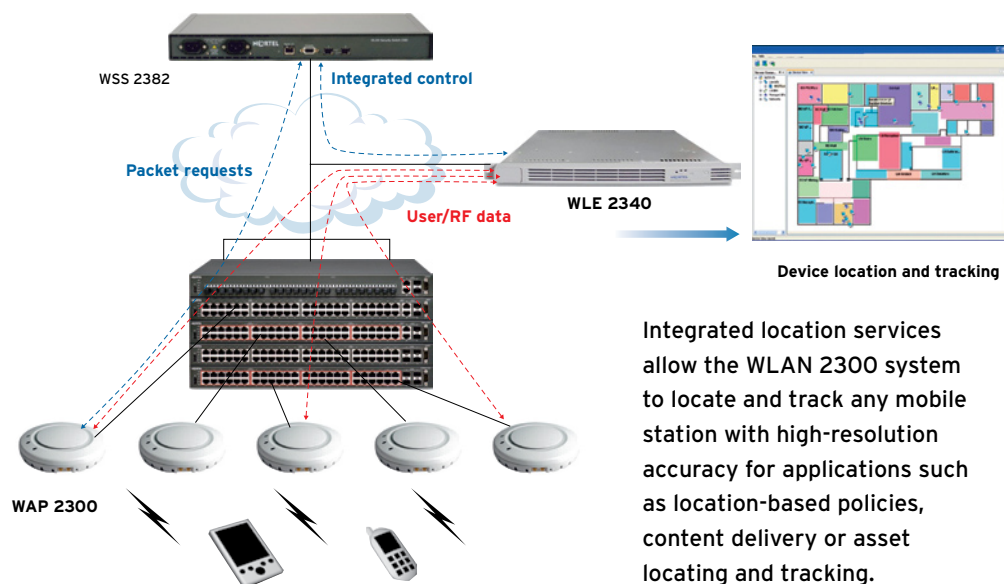 NORTEL
WSS 2382
Integrated control
Packet requests
WLE 2340
User/RF data
Device location and tracking
Integrated location services
allow the WLAN 2300 system
to locate and track any mobile
station with high-resolution
accuracy for applications such
as location-based policies,
content delivery or asset
locating and tracking.
WAP 2300